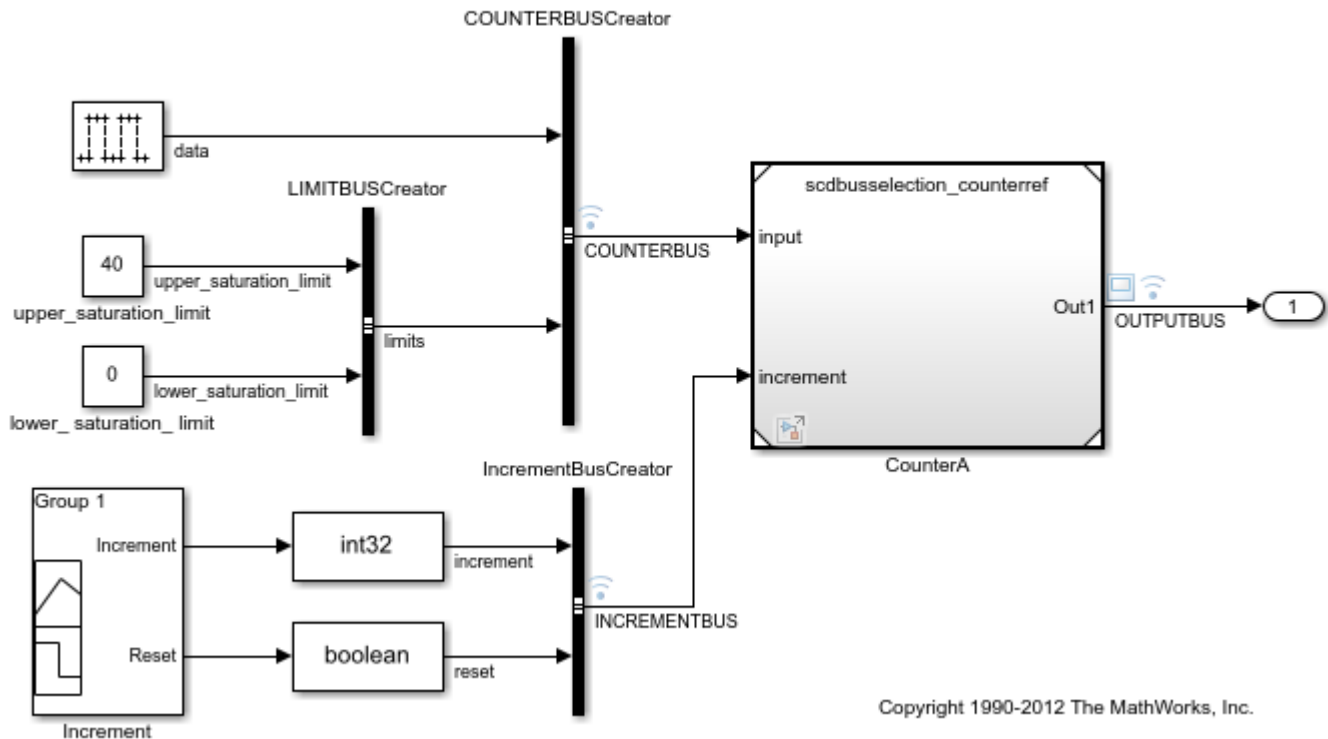 COUNTERBUSCreator
data
LIMITBUSCreator
scdbusselection_counterref
input
COUNTERBUS
40
upper_saturation_limit
upper_saturation_limit
Out1
OUTPUTBUS
1
limits
0
lower_saturation_limit
lower_ saturation_ limit
increment
CounterA
IncrementBusCreator
Group 1
Increment
int32
increment
INCREMENTBUS
Reset
boolean
reset
Increment
Copyright 1990-2012 The MathWorks, Inc.